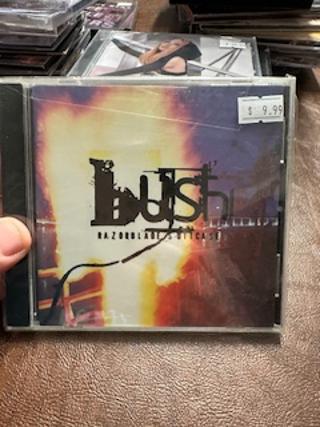 $ 9.99
bush
RAZORBLADE SUITCASE